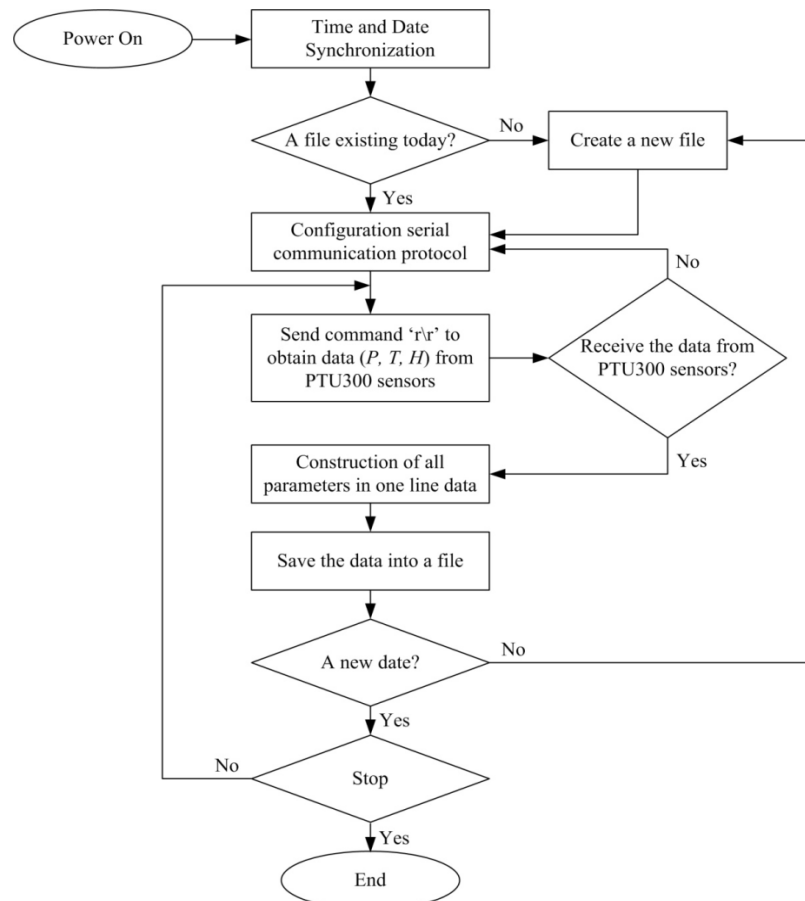 Power On
Time and Date
Synchronization
A file existing today?
No
Create a new file
Yes
Configuration serial
communication protocol
No
Send command ‘r\r’ to
obtain data (P, T, H) from
PTU300 sensors
Receive the data from
PTU300 sensors?
Yes
Construction of all
parameters in one line data
Save the data into a file
A new date?
No
Yes
No
Stop
Yes
End